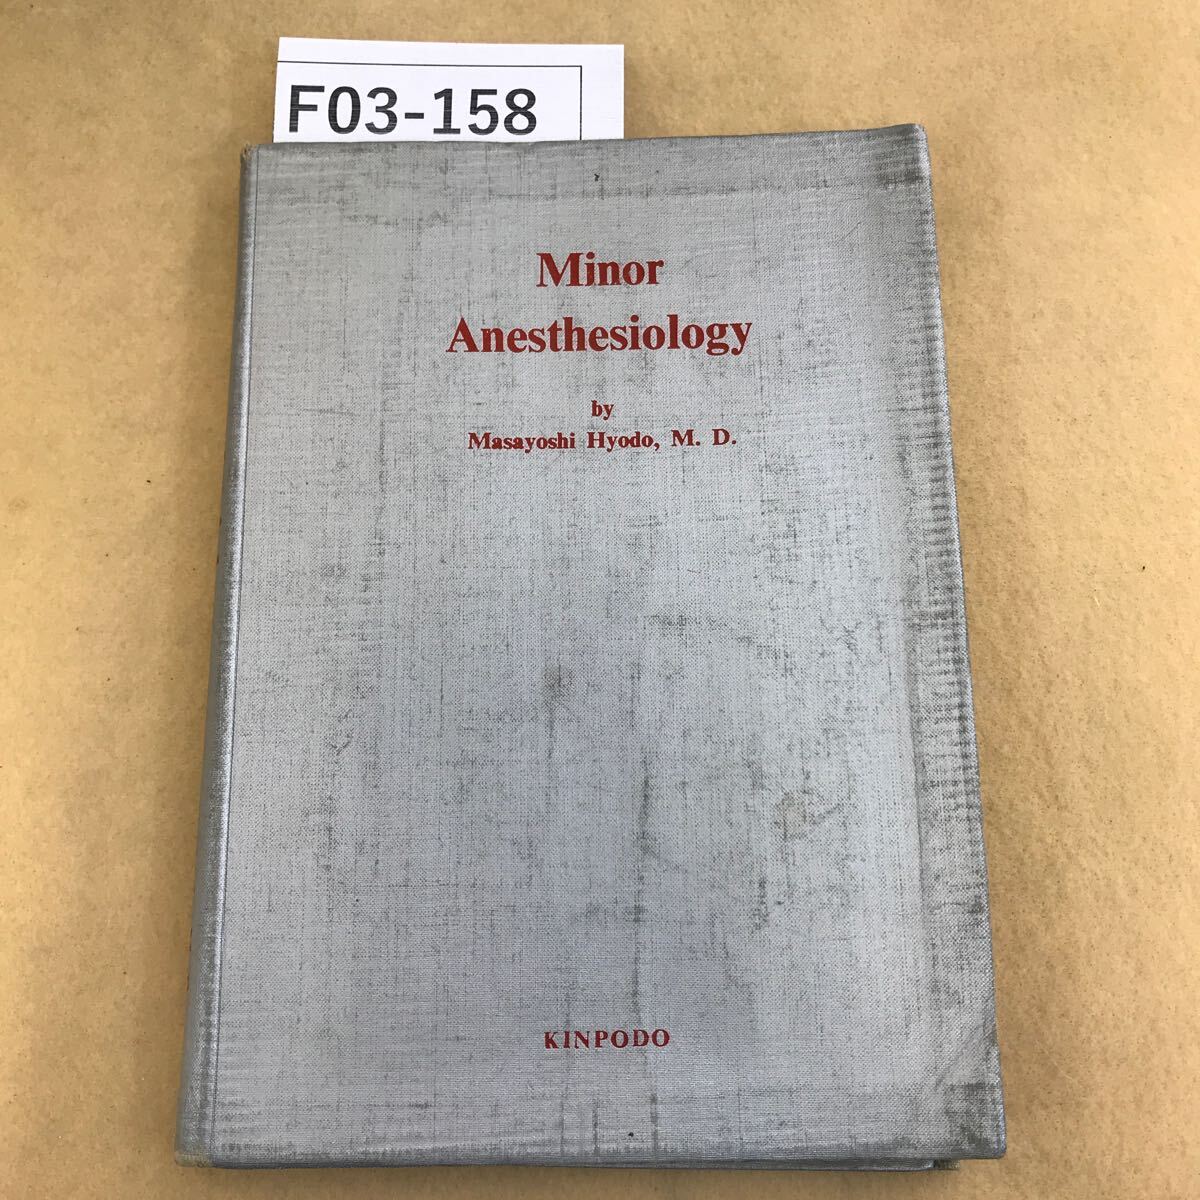 F03-158
Minor
Anesthesiology
by
Masayoshi Hyodo, M. D.
KINPODO